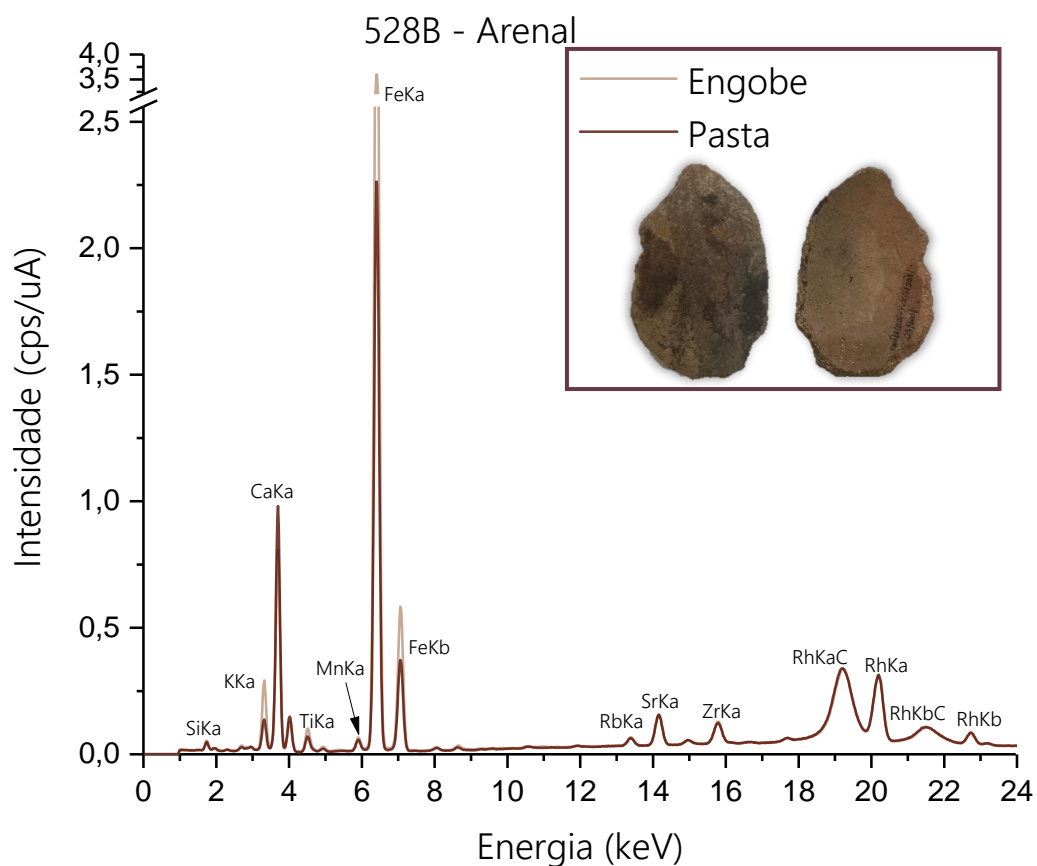 528B - Arenal
Engobe
Pasta
Intensidade (cps/uA)
4,0
3,5
2,5
2,0
1,5
1,0
0,5
0,0
SiKa
KKa
CaKa
TiKa
MnKa
FeKa
FeKb
RbKa
SrKa
ZrKa
RhKaC
RhKa
RhKbC
RhKb
0 2 4 6 8 10 12 14 16 18 20 22 24
Energia (keV)